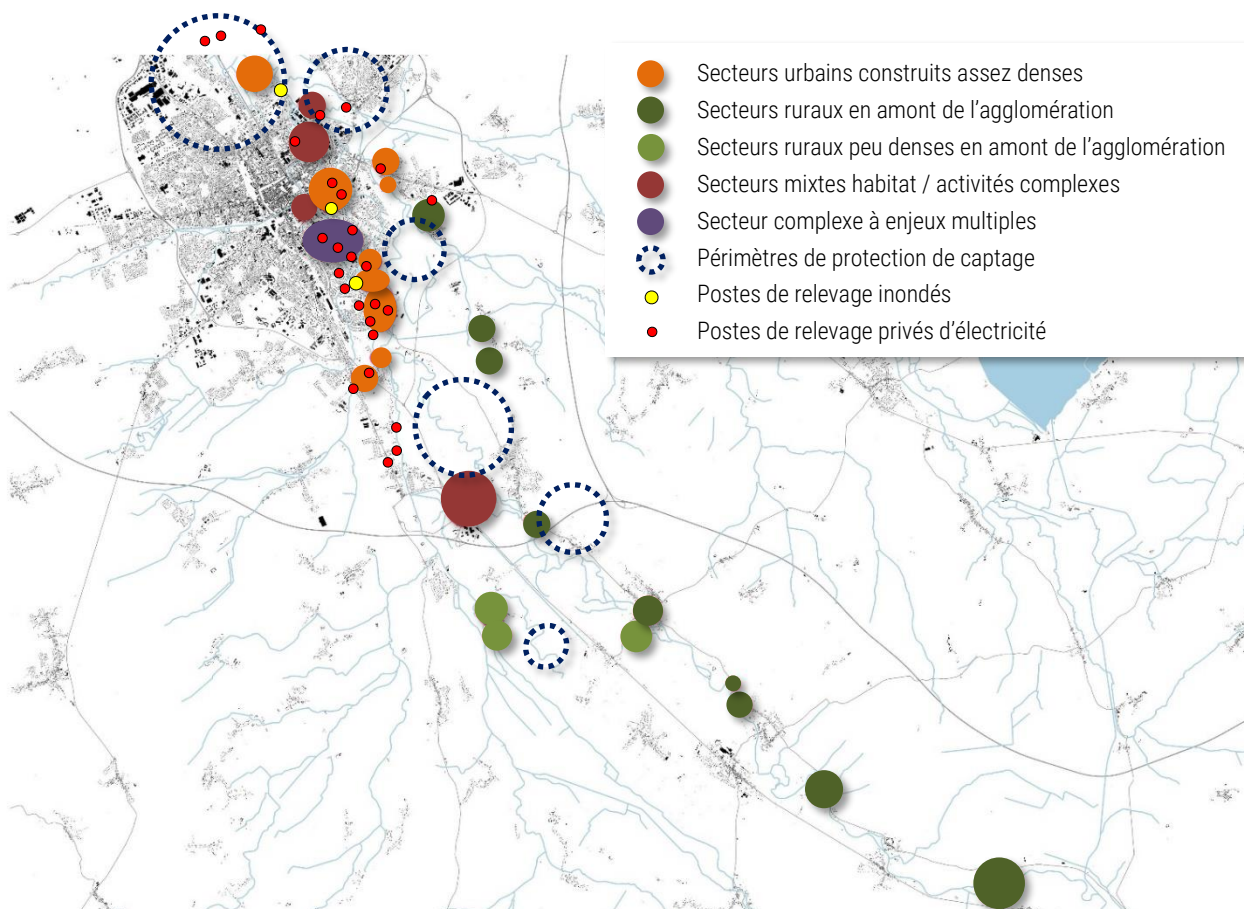 Secteurs urbains construits assez denses
Secteurs ruraux en amont de l'agglomération
Secteurs ruraux peu denses en amont de l'agglomération
Secteurs mixtes habitat / activités complexes
Secteur complexe à enjeux multiples
Périmètres de protection de captage
Postes de relevage inondés
Postes de relevage privés d'électricité